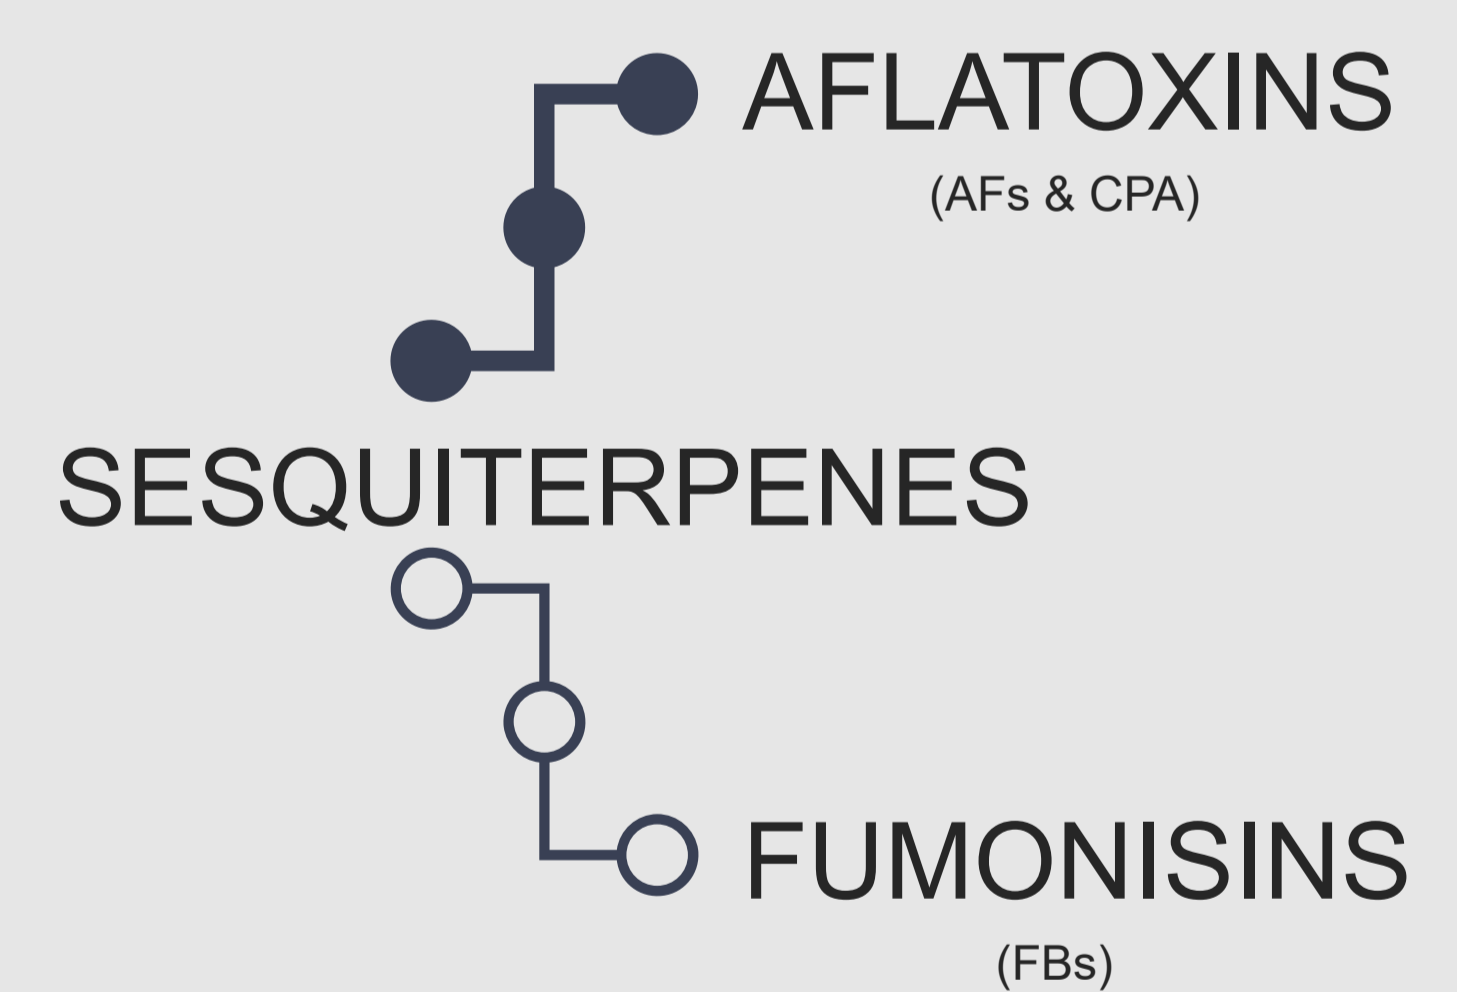 AFLATOXINS
(AFs & CPA)
SESQUITERPENES
FUMONISINS
(FBs)